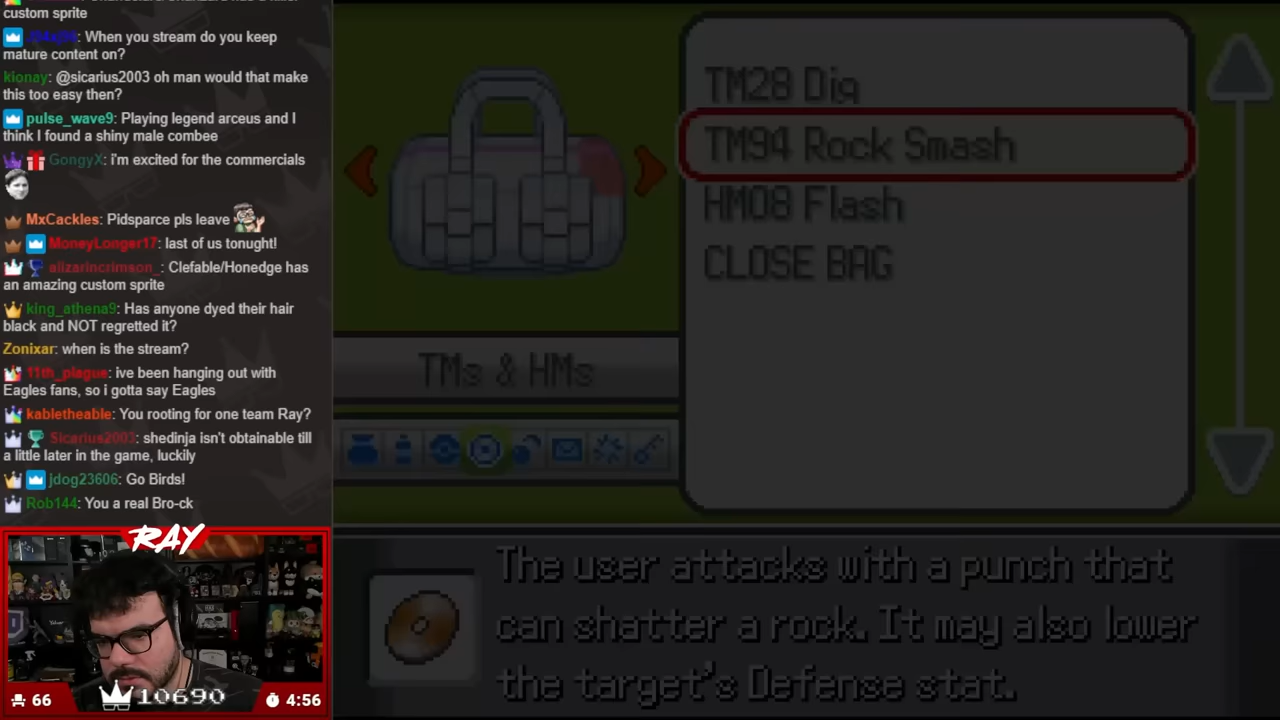 custom sprite
: When you stream do you keep
mature content on?
kionay: @sicarius2003 oh man would that make
this too easy then?
pulse_wave9: Playing legend arceus and I
think I found a shiny male combee
GongyX: i'm excited for the commercials
MxCackles: Pidsparce pls leave
MoneyLonger17: last of us tonught!
alizarincrimson_: Clefable/Honedge has
an amazing custom sprite
king_athena9: Has anyone dyed their hair
black and NOT regretted it?
Zonixar: when is the stream?
11th_plague: ive been hanging out with
Eagles fans, so i gotta say Eagles
kabletheable: You rooting for one team Ray?
Sicarius2003: shedinja isn't obtainable till
a little later in the game, luckily
jdog23606: Go Birds!
Rob144: You a real Bro-ck
RAY
66
10690
4:56
TM28 Dig
TM94 Rock Smash
HM08 Flash
CLOSE BAG
TMs & HMs
The user attacks with a punch that
can shatter a rock. It may also lower
the target's Defense stat.